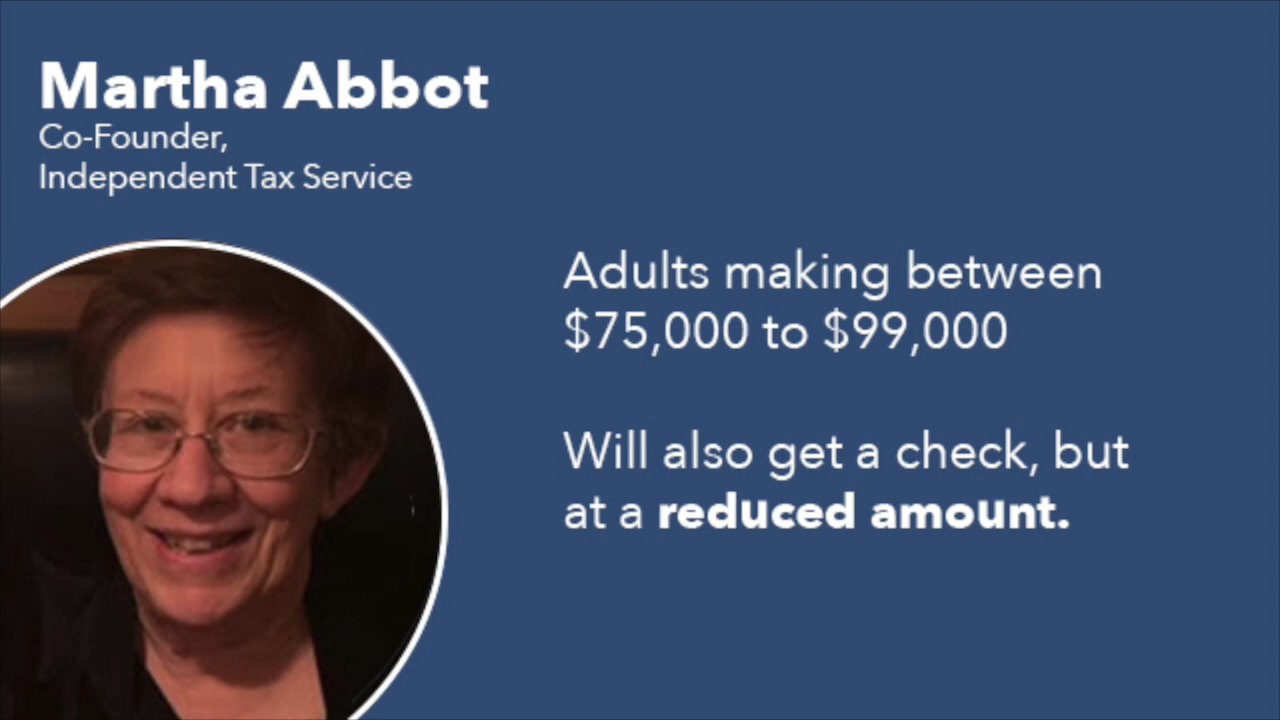 Martha Abbot
Co-Founder,
Independent Tax Service
Adults making between
$75,000 to $99,000
Will also get a check, but
at a reduced amount.